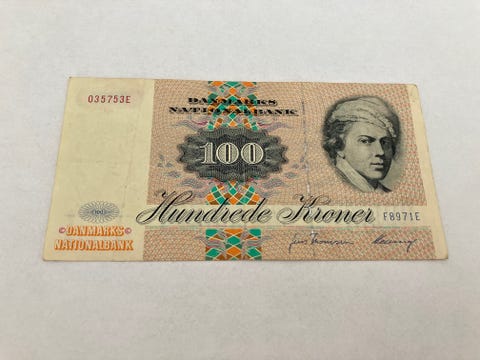 035753E
DANMARKS
NATIONALBANK
100
Hundrede Kroner
F8971E
©DANMARKS©
NATIONALBANK